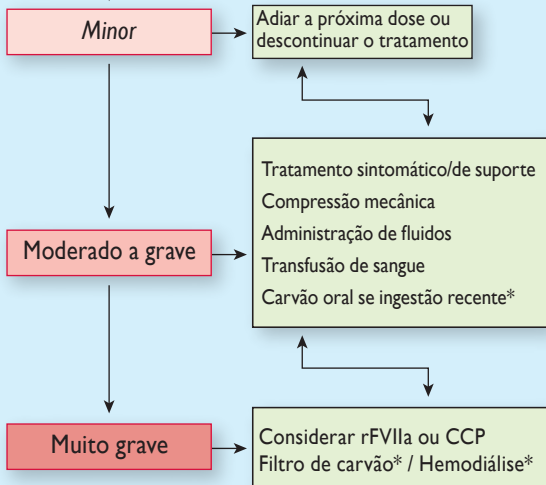 Minor
Adiar a próxima dose ou
descontinuar o tratamento
Moderado a grave
Tratamento sintomático/de suporte
Compressão mecânica
Administração de fluidos
Transfusão de sangue
Carvão oral se ingestão recente*
Muito grave
Considerar rFVIIa ou CCP
Filtro de carvão* / Hemodiálise*